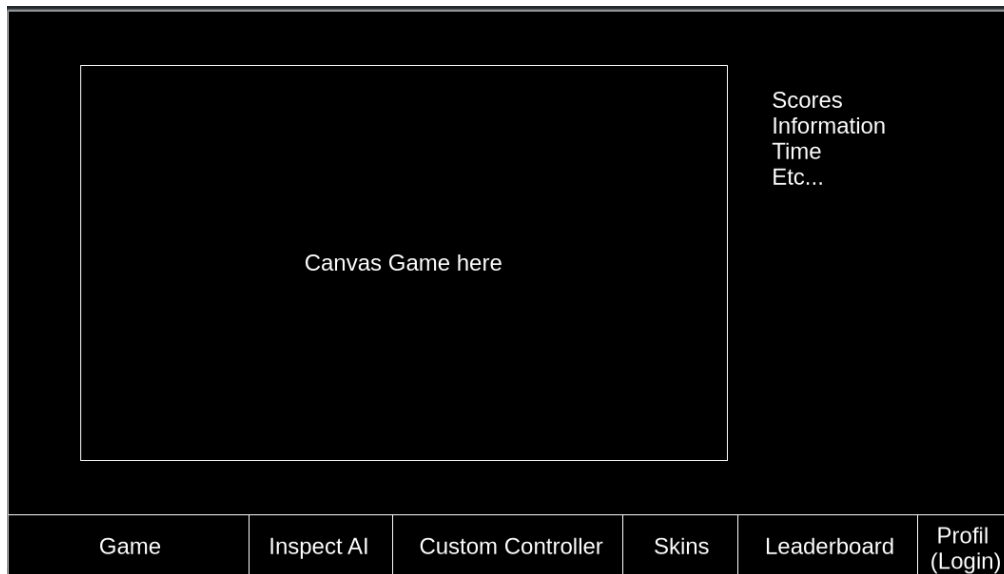 Scores
Information
Time
Etc...
Canvas Game here
Game
Inspect AI
Custom Controller
Skins
Leaderboard
Profil
(Login)